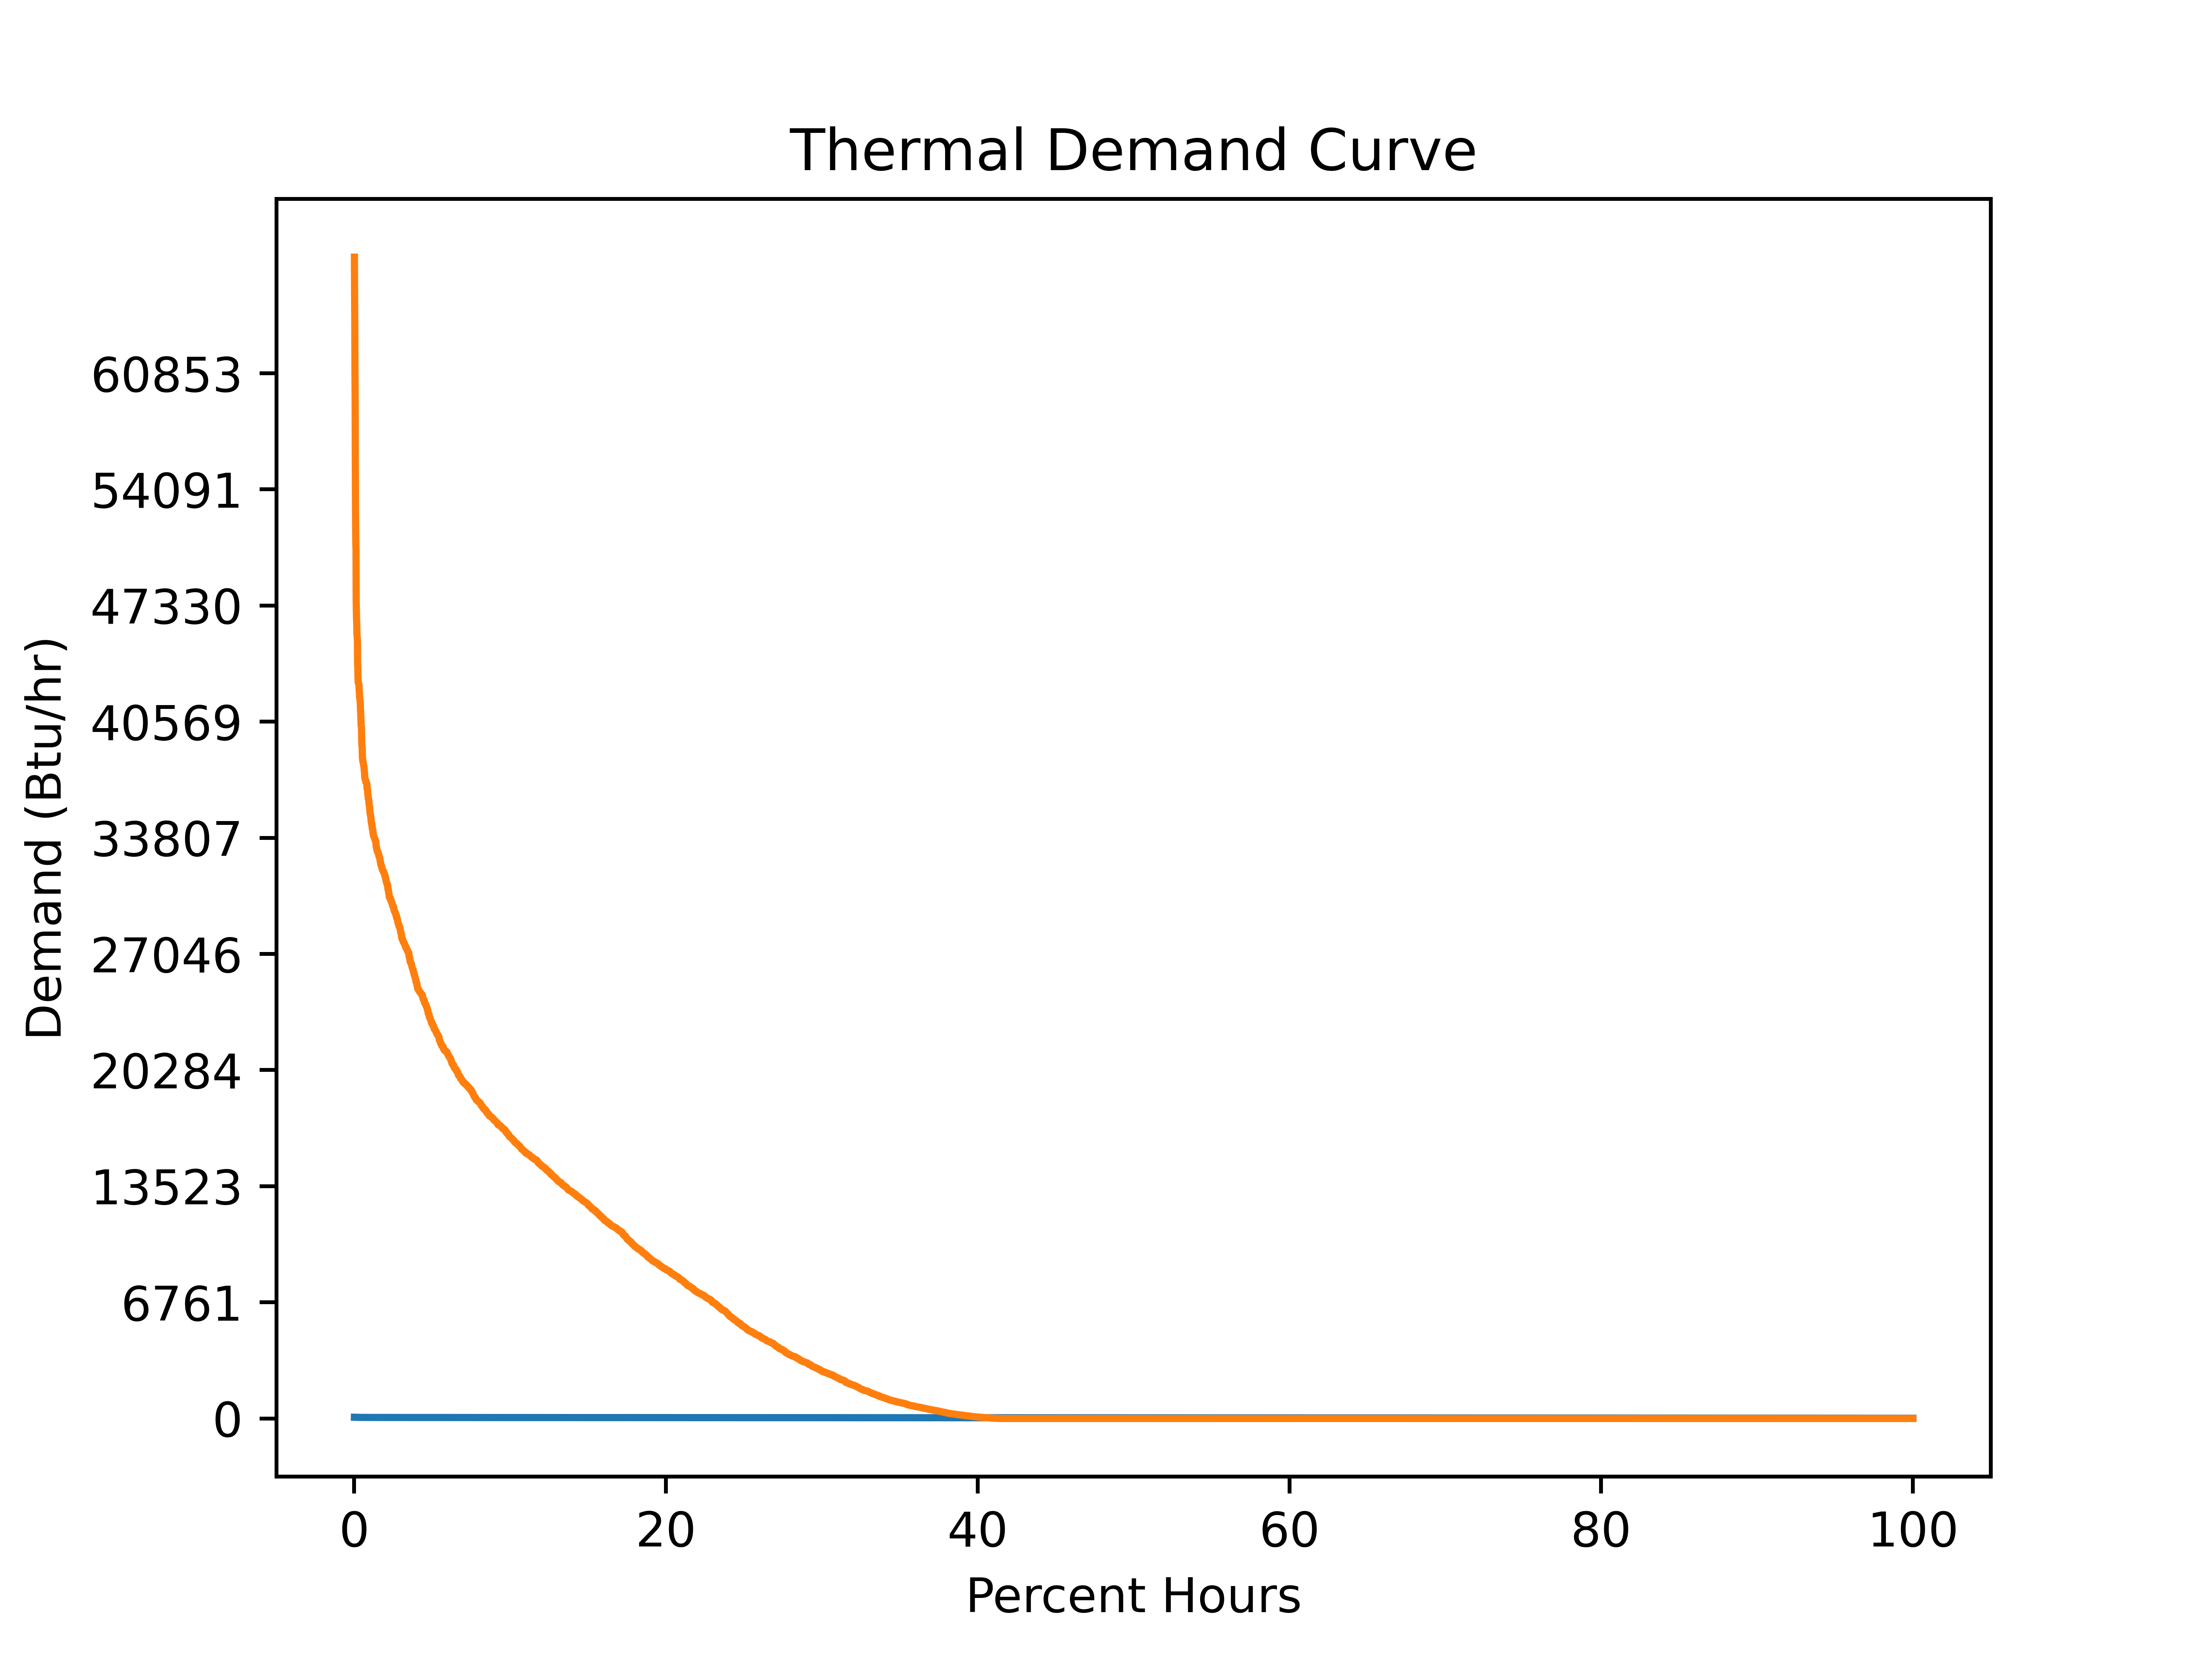 Thermal Demand Curve
Demand (Btu/hr)
60853
54091
47330
40569
33807
27046
20284
13523
6761
0
0 20 40 60 80 100
Percent Hours